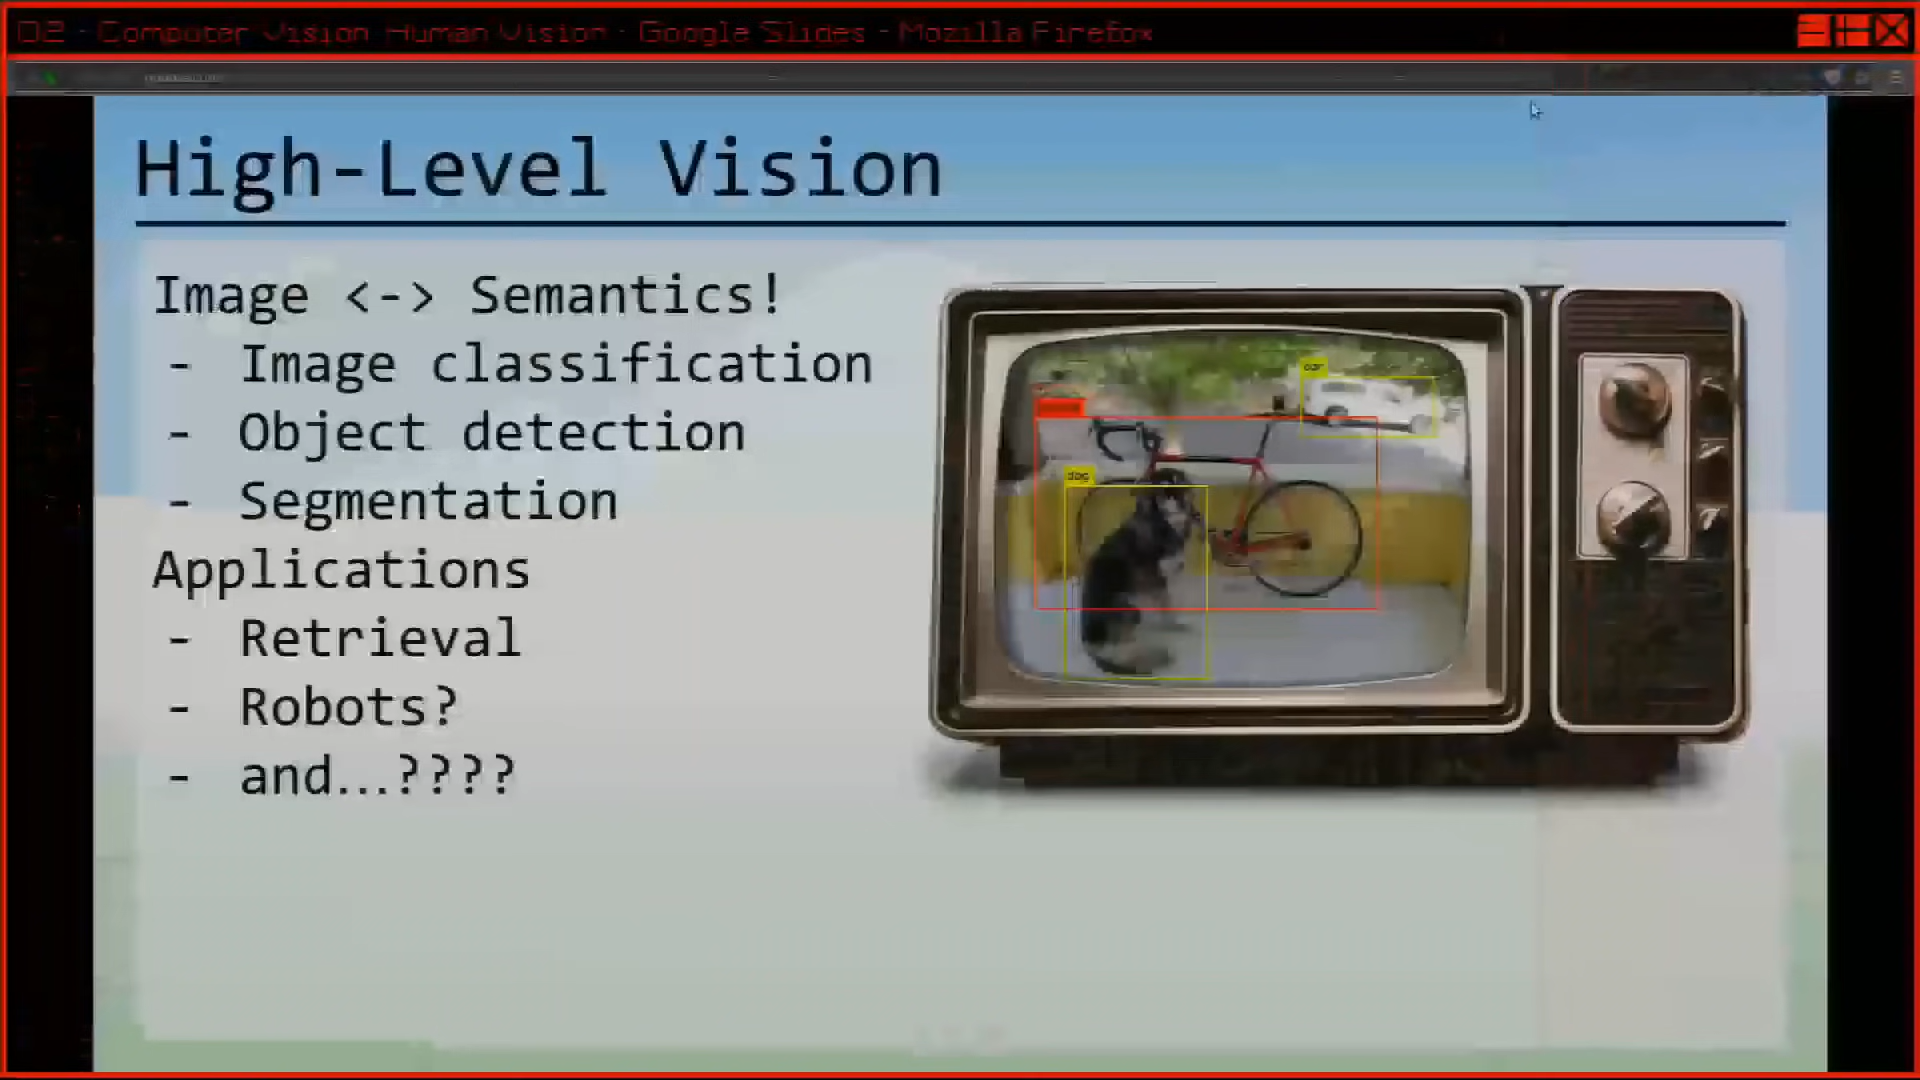 02 - Computer Vision Human Vision - Google Slides - Mozilla Firefox
High-Level Vision
Image <-> Semantics!
- Image classification
- Object detection
- Segmentation
Applications
- Retrieval
- Robots?
- and...????
car
dog